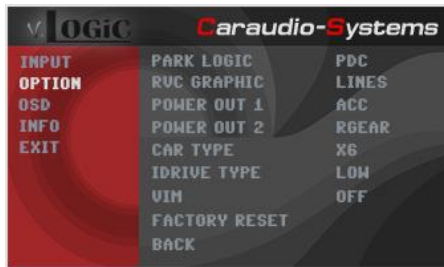 v.LOGiC Caraudio-Systems
INPUT PARK LOGIC PDC
OPTION RVC GRAPHIC LINES
OSD POWER OUT 1 ACC
INFO POWER OUT 2 RGEAR
EXIT CAR TYPE X6
IDRIVE TYPE LOW
VIM OFF
FACTORY RESET
BACK